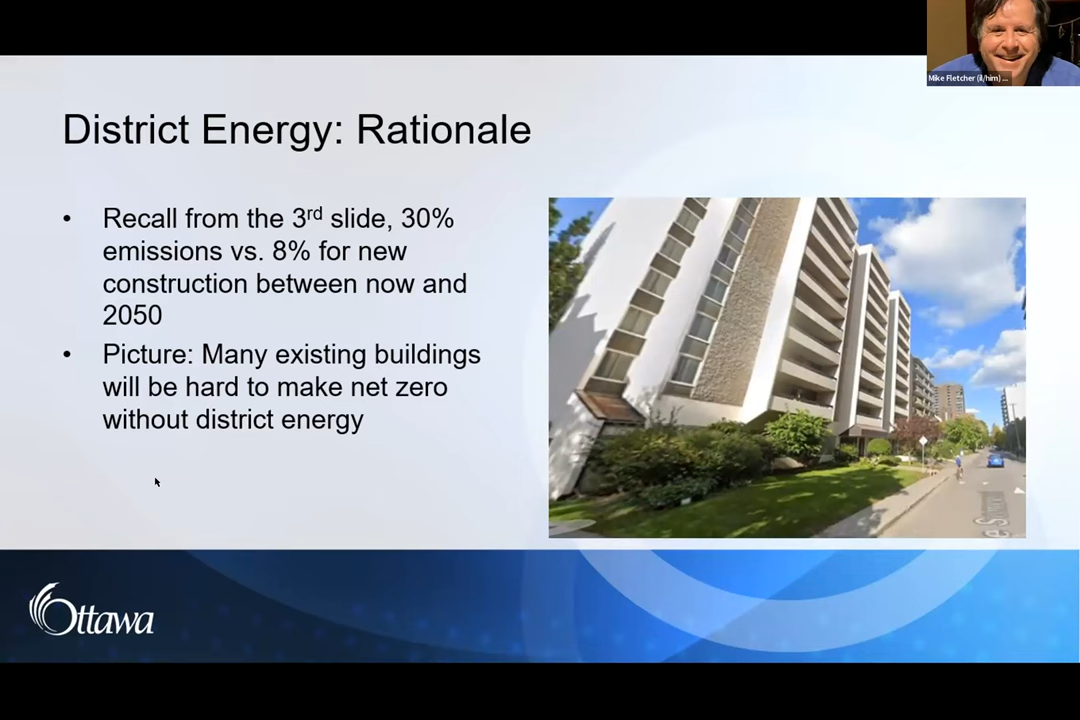 Mike Fletcher (il/him) ...
District Energy: Rationale
• Recall from the 3rd slide, 30%
emissions vs. 8% for new
construction between now and
2050
• Picture: Many existing buildings
will be hard to make net zero
without district energy
Ottawa